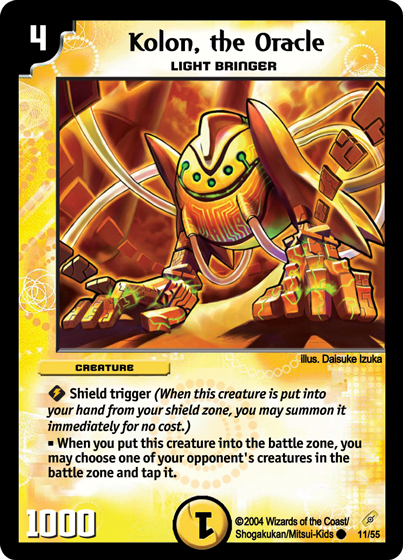 4
Kolon, the Oracle
LIGHT BRINGER
illus. Daisuke Izuka
CREATURE
Shield trigger (When this creature is put into
your hand from your shield zone, you may summon it
immediately for no cost.)
▪ When you put this creature into the battle zone, you
may choose one of your opponent's creatures in the
battle zone and tap it.
1000
1
©2004 Wizards of the Coast/
Shogakukan/Mitsui-Kids ● 11/55